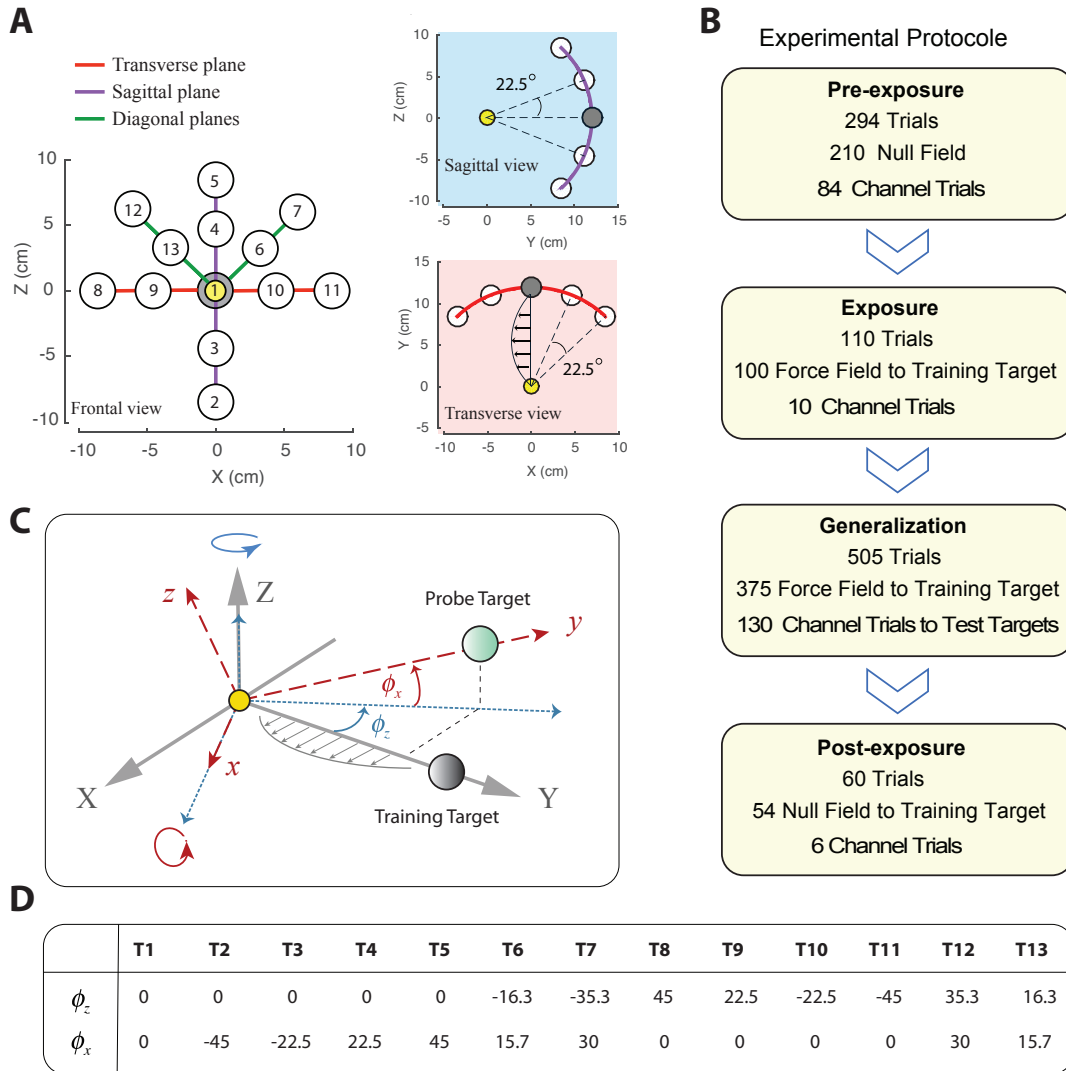 A
Transverse plane
Sagittal plane
Diagonal planes
10
5
0
-5
-10
Z (cm)
5
12
7
4
13
6
8
9
1
10
11
3
2
Frontal view
-10
-5
0
5
10
X (cm)
10
5
0
-5
-10
Z (cm)
22.5°
Sagittal view
-5
0
5
10
15
Y (cm)
15
10
5
0
-5
Y (cm)
22.5°
Transverse view
-10
-5
0
5
10
X (cm)
B
Experimental Protocole
Pre-exposure
294 Trials
210 Null Field
84 Channel Trials
Exposure
110 Trials
100 Force Field to Training Target
10 Channel Trials
Generalization
505 Trials
375 Force Field to Training Target
130 Channel Trials to Test Targets
Post-exposure
60 Trials
54 Null Field to Training Target
6 Channel Trials
C
z
Z
Probe Target
y
ϕx
ϕz
x
X
Y
Training Target
D
T1 T2 T3 T4 T5 T6 T7 T8 T9 T10 T11 T12 T13
ϕz 0 0 0 0 0 -16.3 -35.3 45 22.5 -22.5 -45 35.3 16.3
ϕx 0 -45 -22.5 22.5 45 15.7 30 0 0 0 0 30 15.7